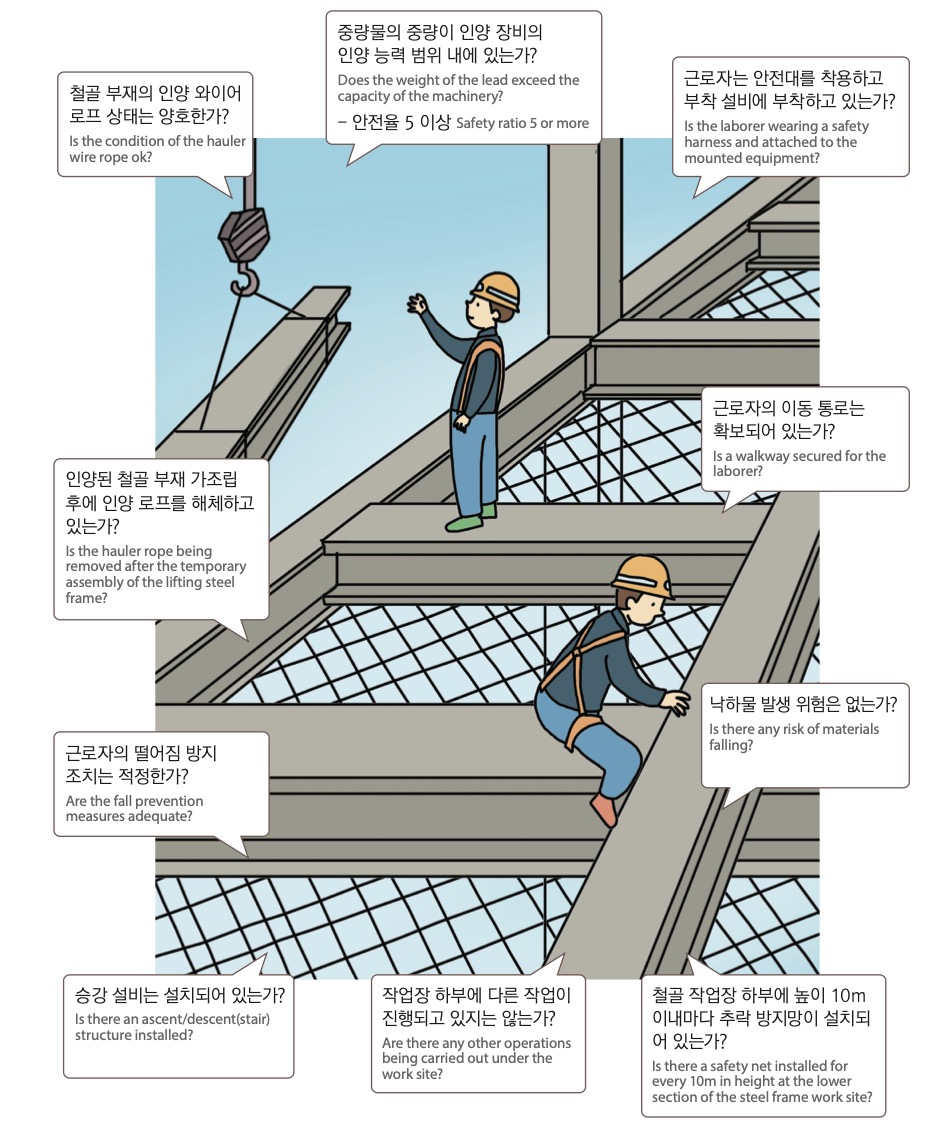 중량물의 중량이 인양 장비의
인양 능력 범위 내에 있는가?
Does the weight of the lead exceed the
capacity of the machinery?
– 안전율 5 이상 Safety ratio 5 or more
철골 부재의 인양 와이어
로프 상태는 양호한가?
Is the condition of the hauler
wire rope ok?
근로자는 안전대를 착용하고
부착 설비에 부착하고 있는가?
Is the laborer wearing a safety
harness and attached to the
mounted equipment?
근로자의 이동 통로는
확보되어 있는가?
Is a walkway secured for the
laborer?
인양된 철골 부재 가조립
후에 인양 로프를 해체하고
있는가?
Is the hauler rope being
removed after the temporary
assembly of the lifting steel
frame?
낙하물 발생 위험은 없는가?
Is there any risk of materials
falling?
근로자의 떨어짐 방지
조치는 적정한가?
Are the fall prevention
measures adequate?
승강 설비는 설치되어 있는가?
Is there an ascent/descent(stair)
structure installed?
작업장 하부에 다른 작업이
진행되고 있지는 않는가?
Are there any other operations
being carried out under the
work site?
철골 작업장 하부에 높이 10m
이내마다 추락 방지망이 설치되
어 있는가?
Is there a safety net installed for
every 10m in height at the lower
section of the steel frame work site?